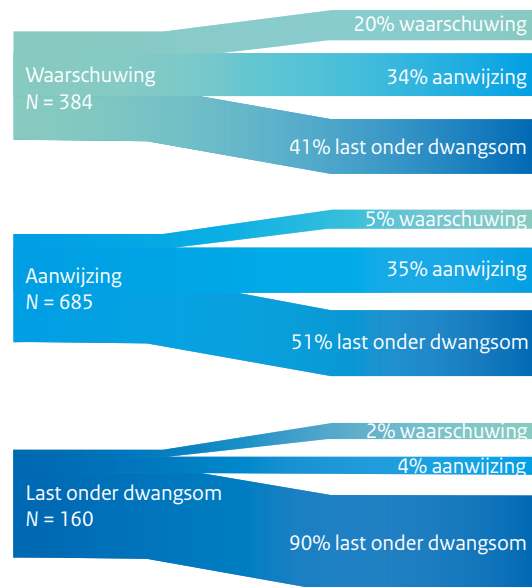 20% waarschuwing
Waarschuwing
N = 384
34% aanwijzing
41% last onder dwangsom
5% waarschuwing
Aanwijzing
N = 685
35% aanwijzing
51% last onder dwangsom
2% waarschuwing
4% aanwijzing
Last onder dwangsom
N = 160
90% last onder dwangsom